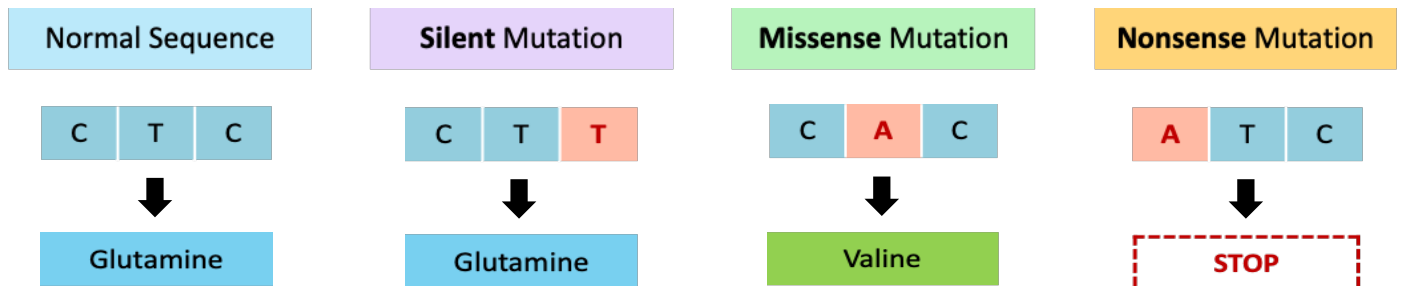 Normal Sequence
Silent Mutation
Missense Mutation
Nonsense Mutation
C T C
C T T
C A C
A T C
Glutamine
Glutamine
Valine
STOP